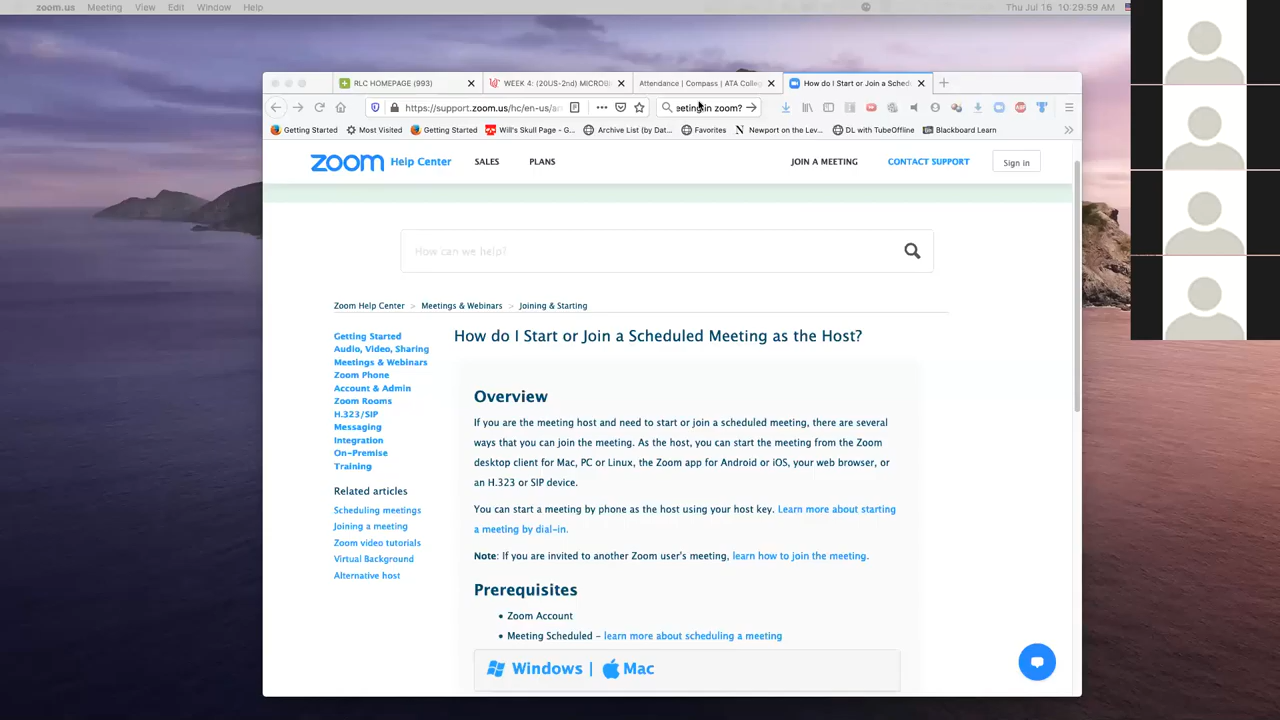 zoom.us Meeting View Edit Window Help Thu Jul 16 10:29:59 AM
RLC HOMEPAGE (993) WEEK 4: (20US-2nd) MICROBI Attendance | Compass | ATA Colleg How do I Start or Join a Sched
https://support.zoom.us/hc/en-us/ar eeting in zoom?
Getting Started Most Visited Getting Started Will's Skull Page - G... Archive List (by Dat... Favorites Newport on the Lev... DL with TubeOffline Blackboard Learn
zoom Help Center SALES PLANS JOIN A MEETING CONTACT SUPPORT Sign in
How can we help?
Zoom Help Center > Meetings & Webinars > Joining & Starting
Getting Started
Audio, Video, Sharing
Meetings & Webinars
Zoom Phone
Account & Admin
Zoom Rooms
H.323/SIP
Messaging
Integration
On-Premise
Training
Related articles
Scheduling meetings
Joining a meeting
Zoom video tutorials
Virtual Background
Alternative host
How do I Start or Join a Scheduled Meeting as the Host?
Overview
If you are the meeting host and need to start or join a scheduled meeting, there are several
ways that you can join the meeting. As the host, you can start the meeting from the Zoom
desktop client for Mac, PC or Linux, the Zoom app for Android or iOS, your web browser, or
an H.323 or SIP device.
You can start a meeting by phone as the host using your host key. Learn more about starting
a meeting by dial-in.
Note: If you are invited to another Zoom user's meeting, learn how to join the meeting.
Prerequisites
• Zoom Account
• Meeting Scheduled – learn more about scheduling a meeting
Windows | Mac